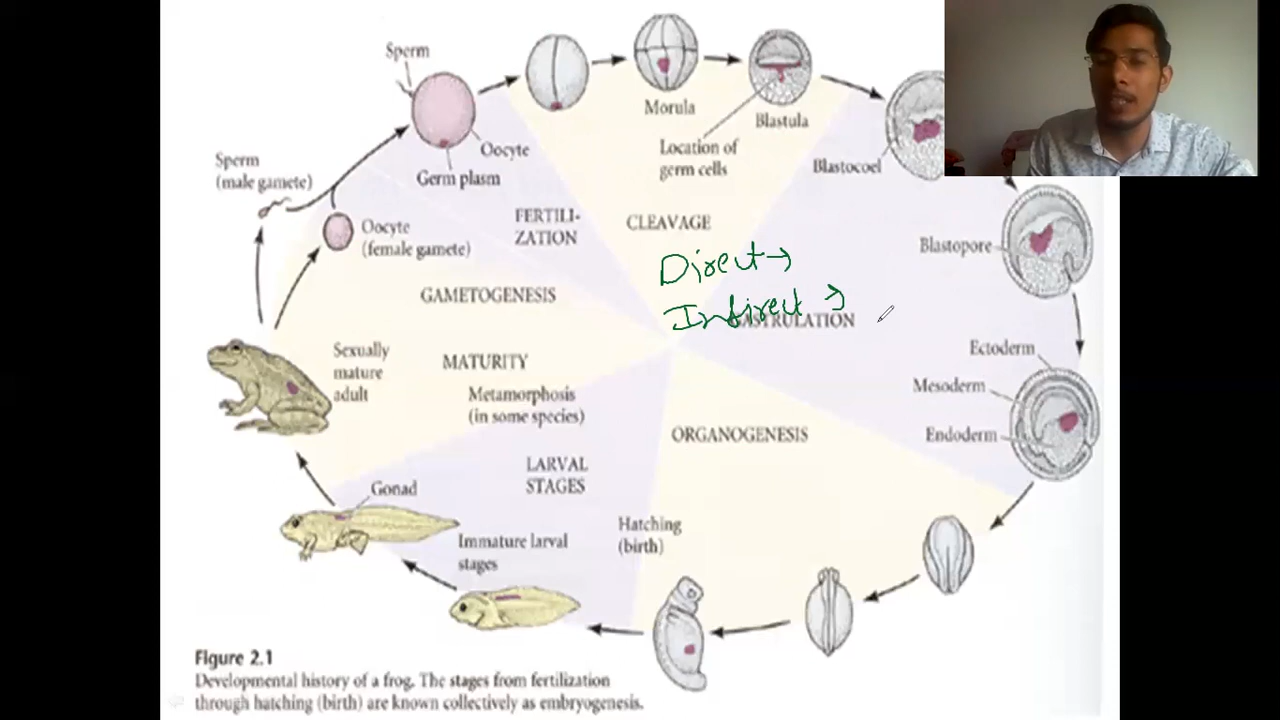 Sperm
Morula
Blastula
Location of
germ cells
Blastocoel
Oocyte
Germ plasm
Sperm
(male gamete)
Oocyte
(female gamete)
FERTILI-
ZATION
CLEAVAGE
Direct →
Indirect →
GASTRULATION
Blastopore
GAMETOGENESIS
Ectoderm
Mesoderm
Endoderm
Sexually
mature
adult
MATURITY
Metamorphosis
(in some species)
ORGANOGENESIS
LARVAL
STAGES
Gonad
Hatching
(birth)
Immature larval
stages
Figure 2.1
Developmental history of a frog. The stages from fertilization
through hatching (birth) are known collectively as embryogenesis.